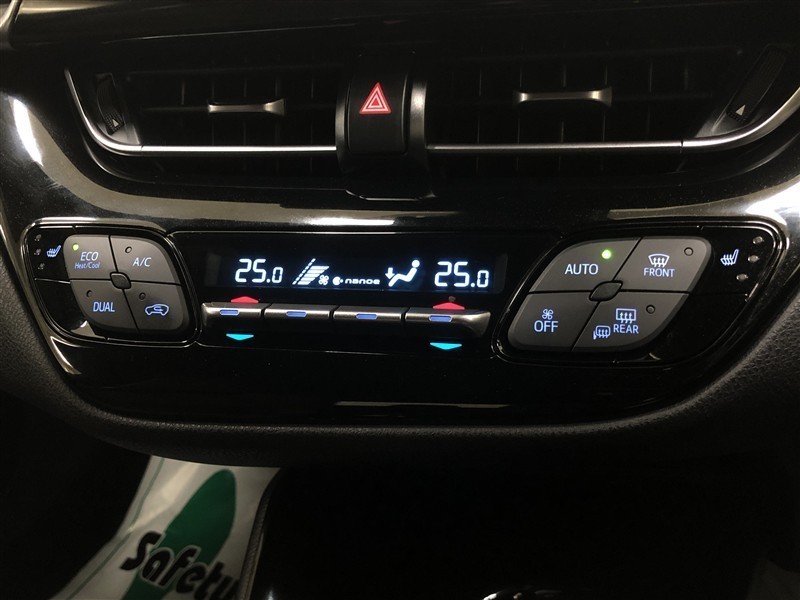 ECO
Heat/Cool
A/C
DUAL
25.0
nanoe
25.0
AUTO
FRONT
OFF
REAR
Safety